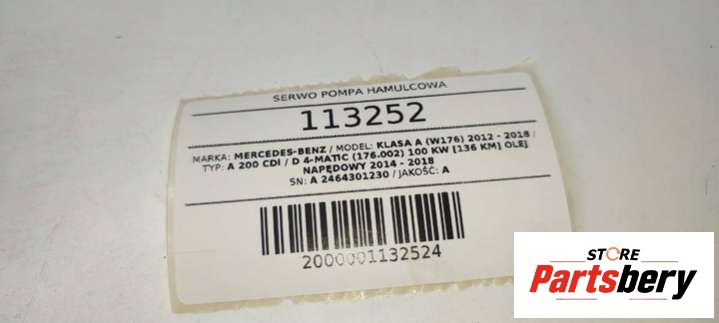 SERWO POMPA HAMULCOWA
113252
MARKA: MERCEDES-BENZ / MODEL: KLASA A (W176) 2012 - 2018 /
TYP: A 200 CDI / D 4-MATIC (176.002) 100 KW [136 KM] OLEJ
NAPĘDOWY 2014 - 2018
SN: A 2464301230 / JAKOŚĆ: A
2000001132524
STORE
Partsbery